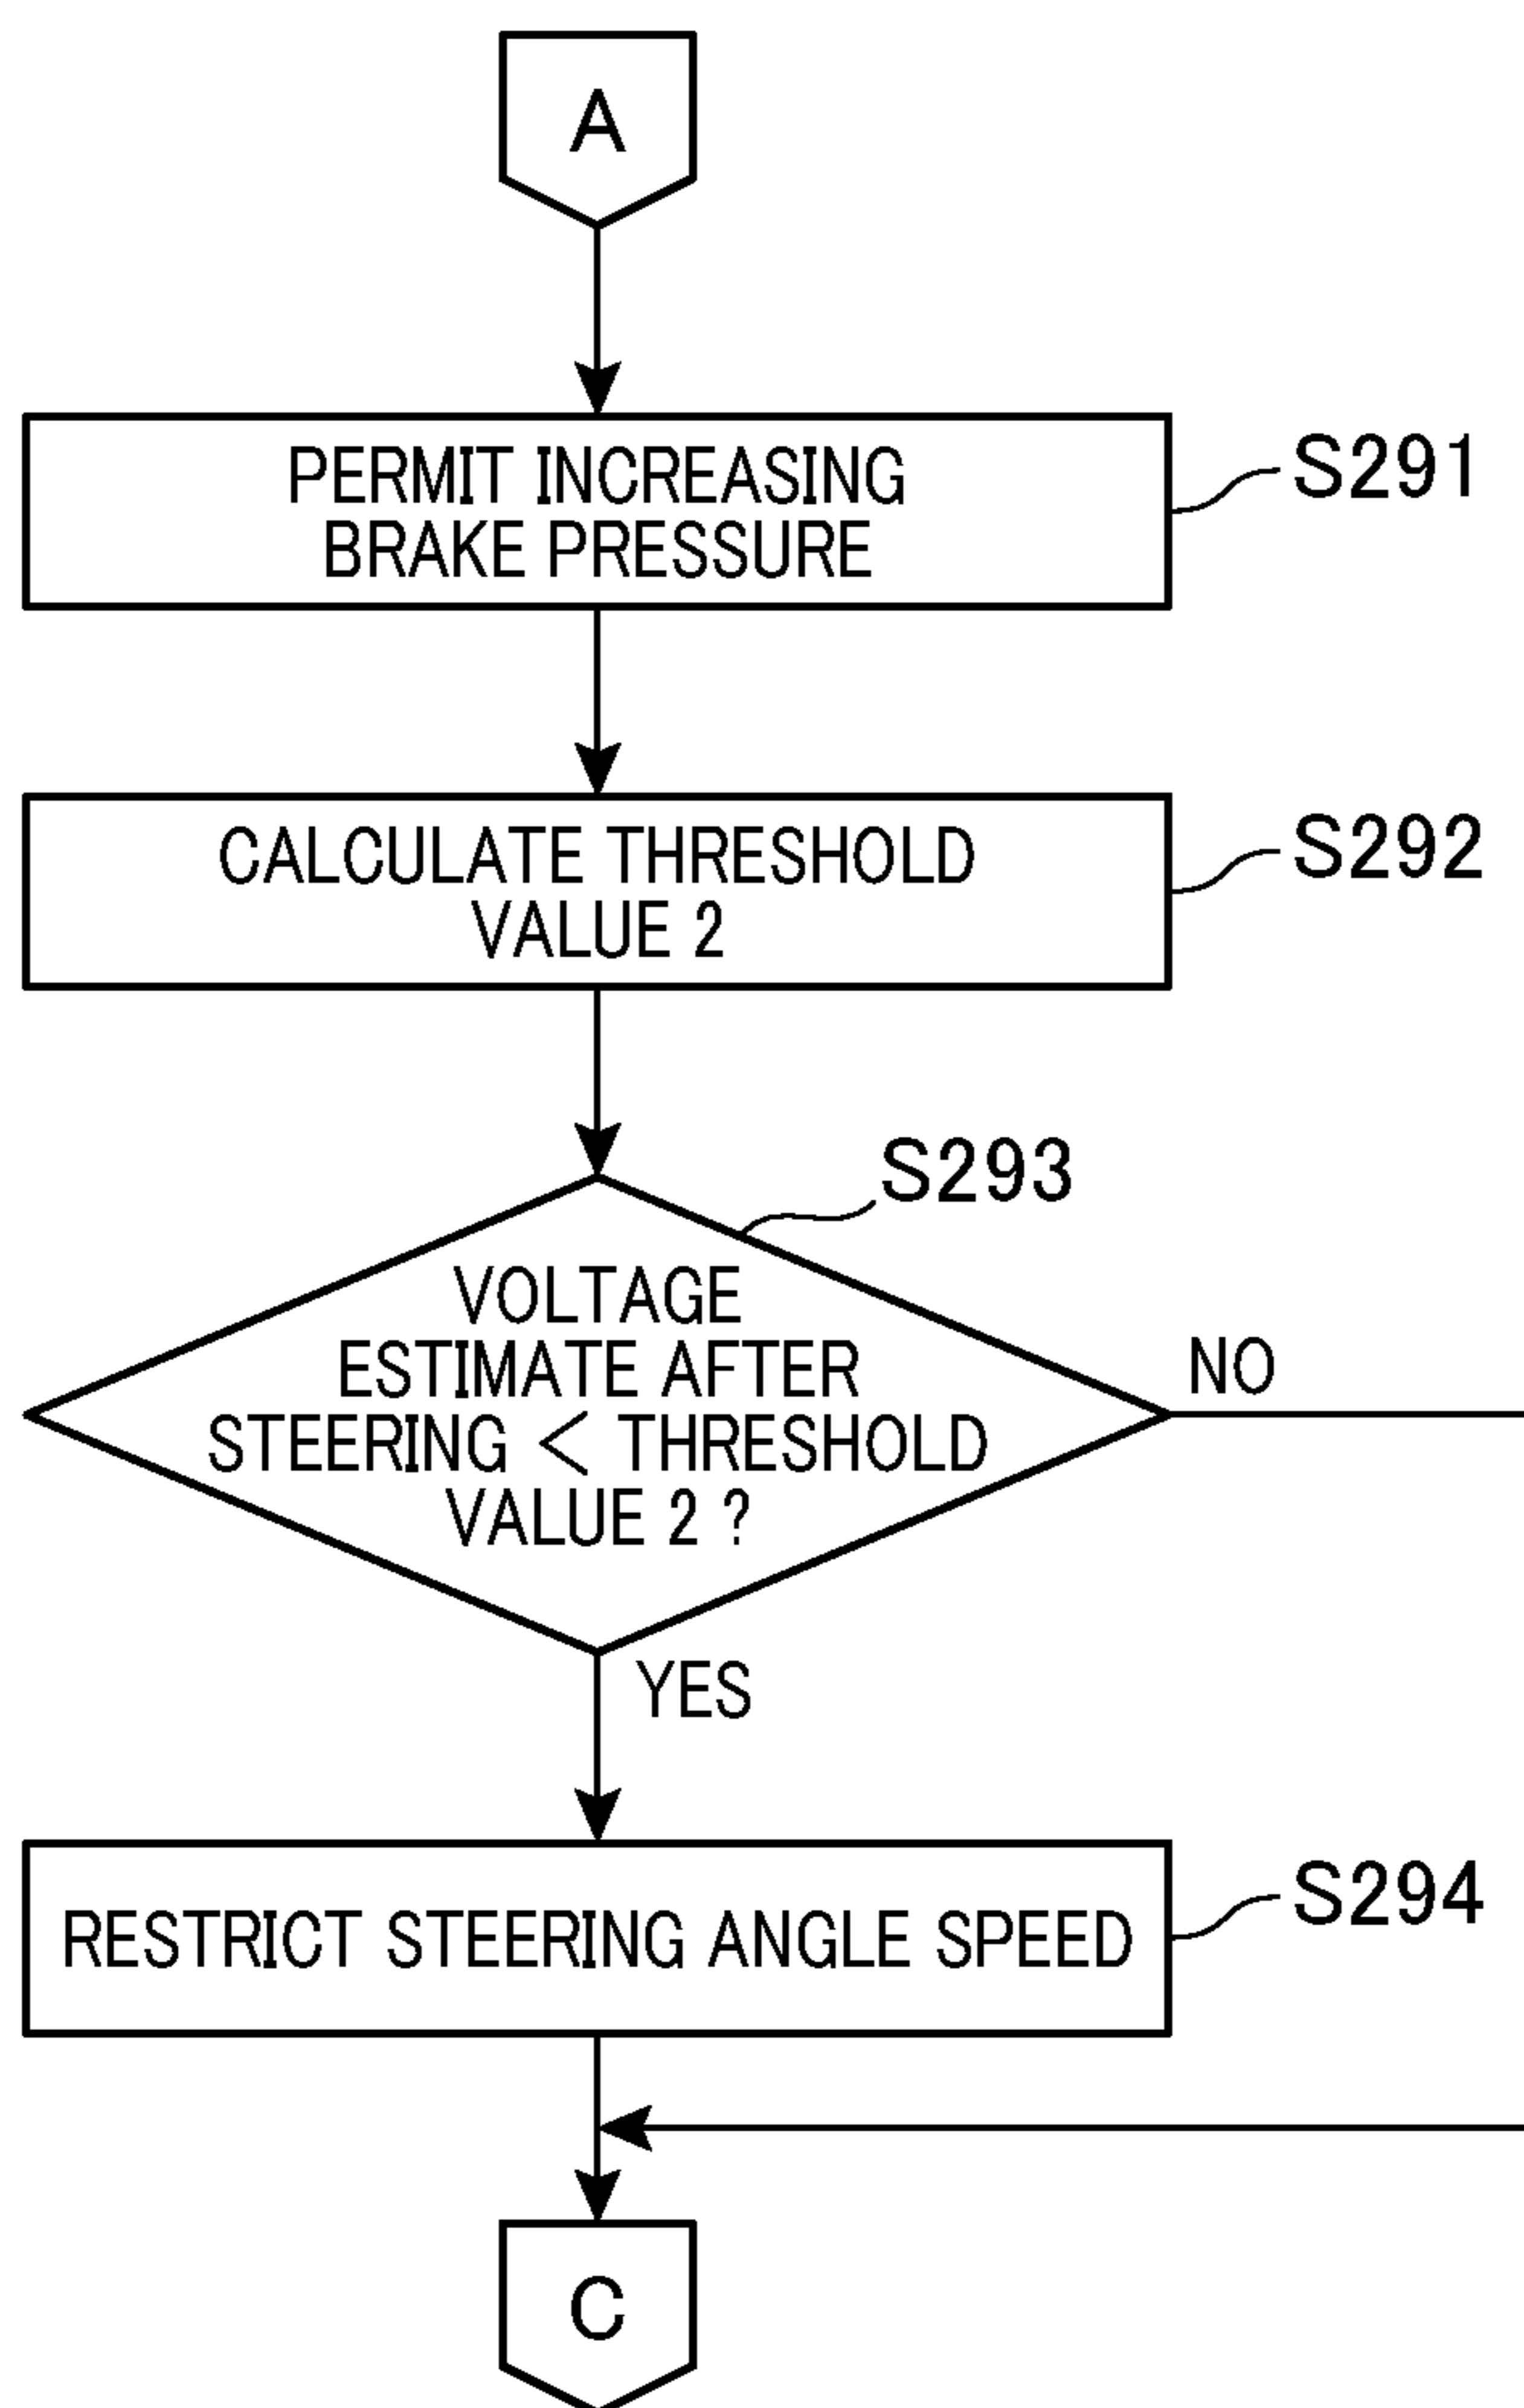 A
PERMIT INCREASING
BRAKE PRESSURE
S291
CALCULATE THRESHOLD
VALUE 2
S292
S293
VOLTAGE
ESTIMATE AFTER
STEERING < THRESHOLD
VALUE 2 ?
NO
YES
RESTRICT STEERING ANGLE SPEED
S294
C